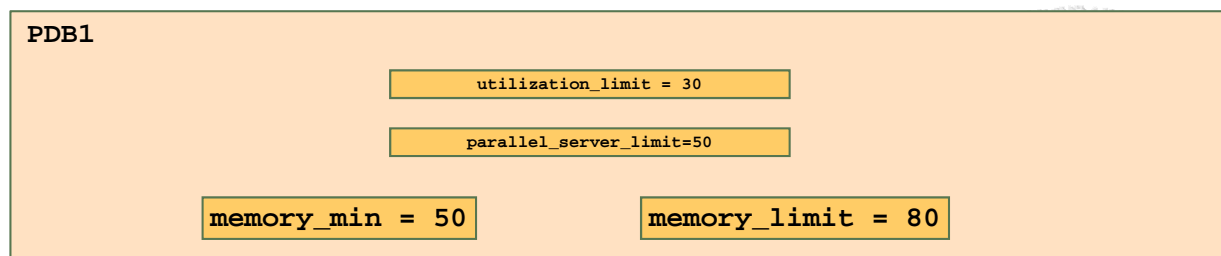 PDB1
utilization_limit = 30
parallel_server_limit=50
memory_min = 50
memory_limit = 80